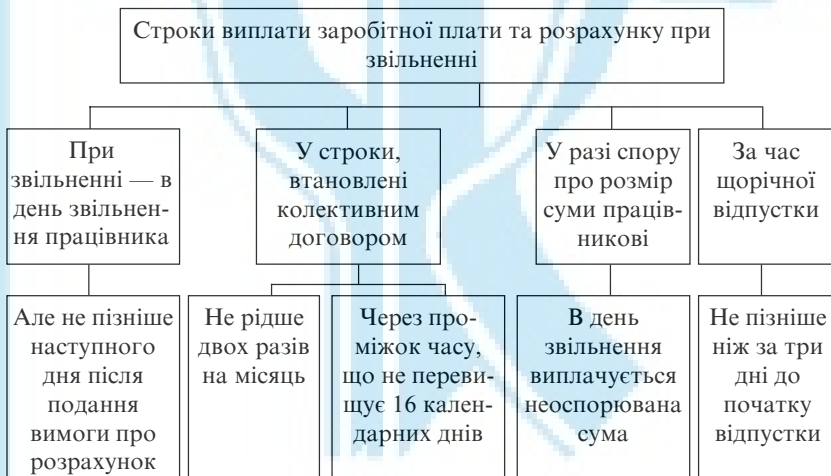 Строки виплати заробітної плати та розрахунку при
звільненні
При
звільненні — в
день звільнен-
ня працівника
У строки,
втановлені
колективним
договором
У разі спору
про розмір
суми праців-
никові
За час
щорічної
відпустки
Але не пізніше
наступного
дня після
подання
вимоги про
розрахунок
Не рідше
двох разів
на місяць
Через про-
міжок часу,
що не переви-
щує 16 кален-
дарних днів
В день
звільнення
виплачується
неоспорювана
сума
Не пізніше
ніж за три
дні до
початку
відпустки